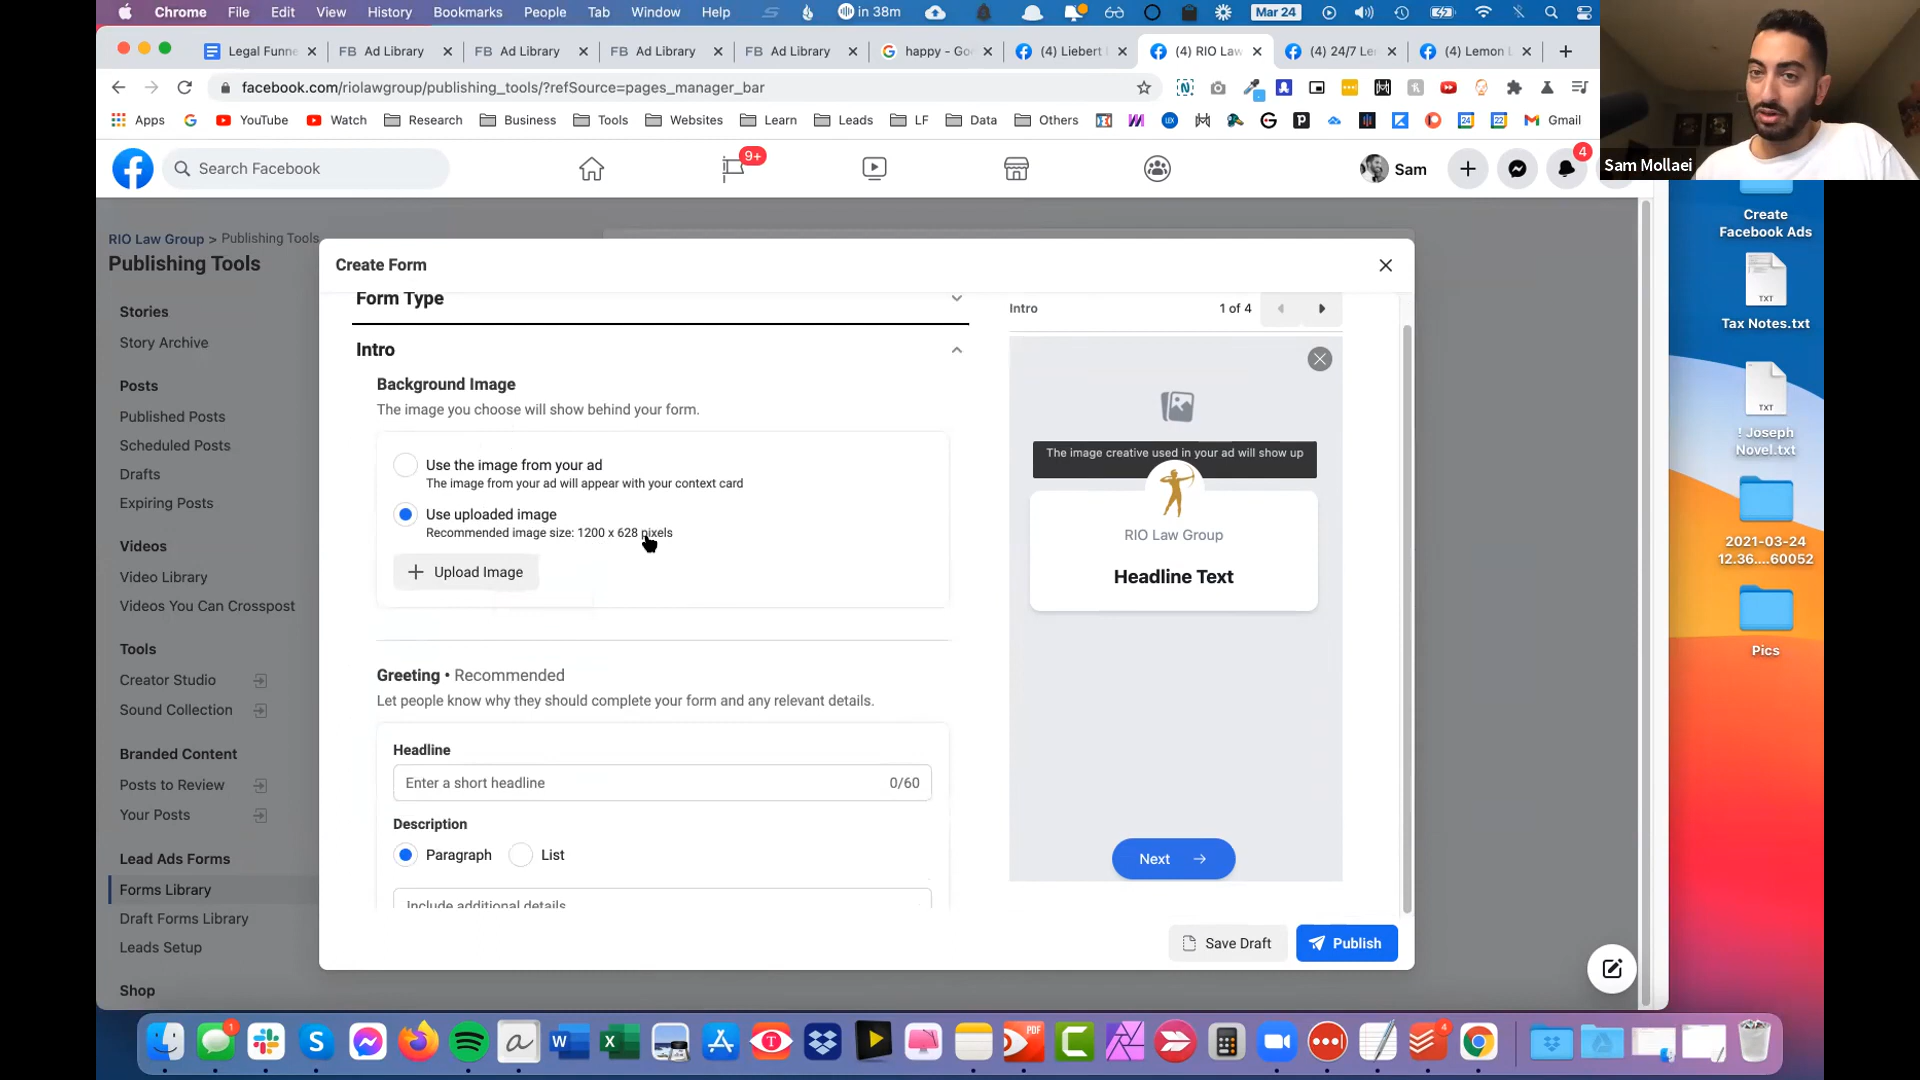 Chrome File Edit View History Bookmarks People Tab Window Help in 38m Mar 24
Legal Funne FB Ad Library FB Ad Library FB Ad Library FB Ad Library happy - Go (4) Liebert (4) RIO Law (4) 24/7 Le (4) Lemon L
facebook.com/riolawgroup/publishing_tools/?refSource=pages_manager_bar
Apps YouTube Watch Research Business Tools Websites Learn Leads LF Data Others UX 24 22 Gmail
Sam Mollaei
Search Facebook 9+ Sam 4
RIO Law Group > Publishing Tools
Publishing Tools
Stories
Story Archive
Posts
Published Posts
Scheduled Posts
Drafts
Expiring Posts
Videos
Video Library
Videos You Can Crosspost
Tools
Creator Studio
Sound Collection
Branded Content
Posts to Review
Your Posts
Lead Ads Forms
Forms Library
Draft Forms Library
Leads Setup
Shop
Create Form
Form Type
Intro
Background Image
The image you choose will show behind your form.
Use the image from your ad
The image from your ad will appear with your context card
Use uploaded image
Recommended image size: 1200 x 628 pixels
Upload Image
Greeting • Recommended
Let people know why they should complete your form and any relevant details.
Headline
Enter a short headline 0/60
Description
Paragraph List
Include additional details
Intro 1 of 4
The image creative used in your ad will show up
RIO Law Group
Headline Text
Next
Save Draft Publish
Create
Facebook Ads
TXT
Tax Notes.txt
TXT
! Joseph
Novel.txt
2021-03-24
12.36....60052
Pics
1 W X PDF 4